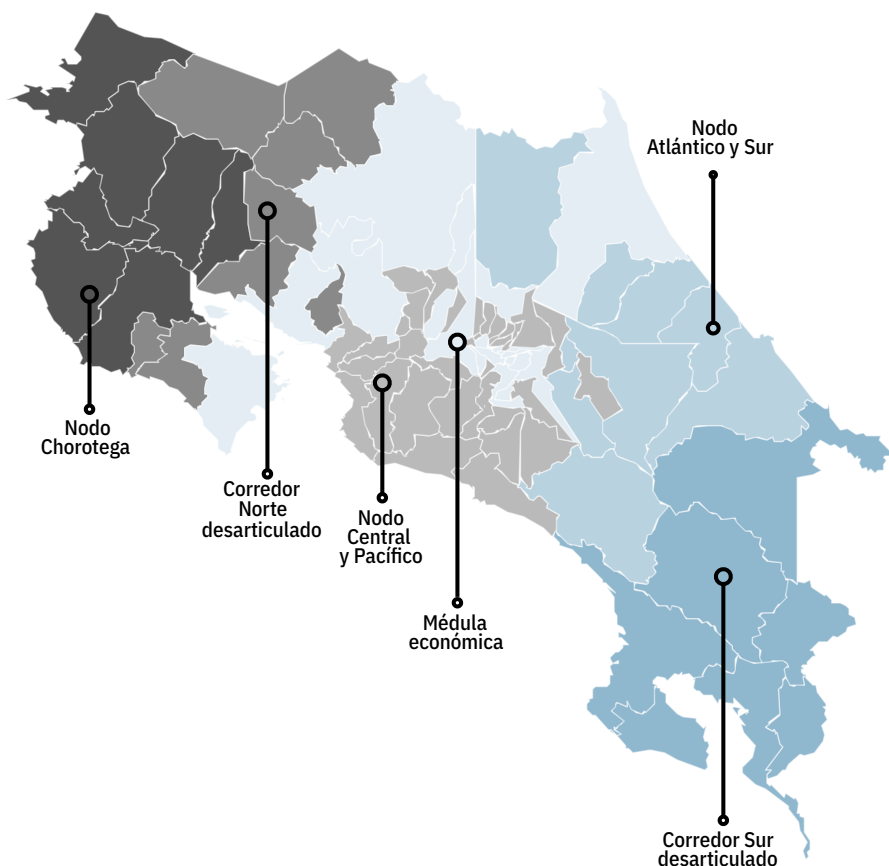 Nodo
Atlántico y Sur
Nodo
Chorotega
Corredor
Norte
desarticulado
Nodo
Central
y Pacífico
Médula
económica
Corredor Sur
desarticulado